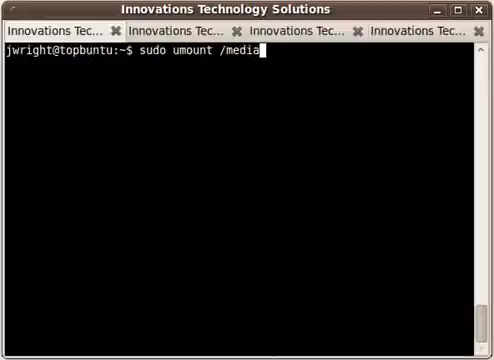 Innovations Technology Solutions
Innovations Tec... Innovations Tec... Innovations Tec... Innovations Tec...
jwright@topbuntu:~$ sudo umount /media